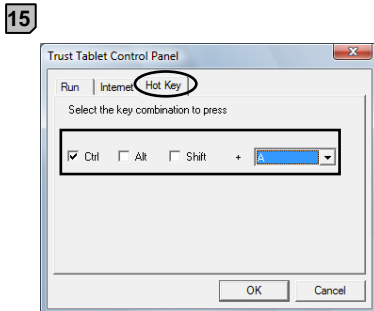 15
Trust Tablet Control Panel
Run Internet Hot Key
Select the key combination to press
Ctrl Alt Shift + A
OK Cancel